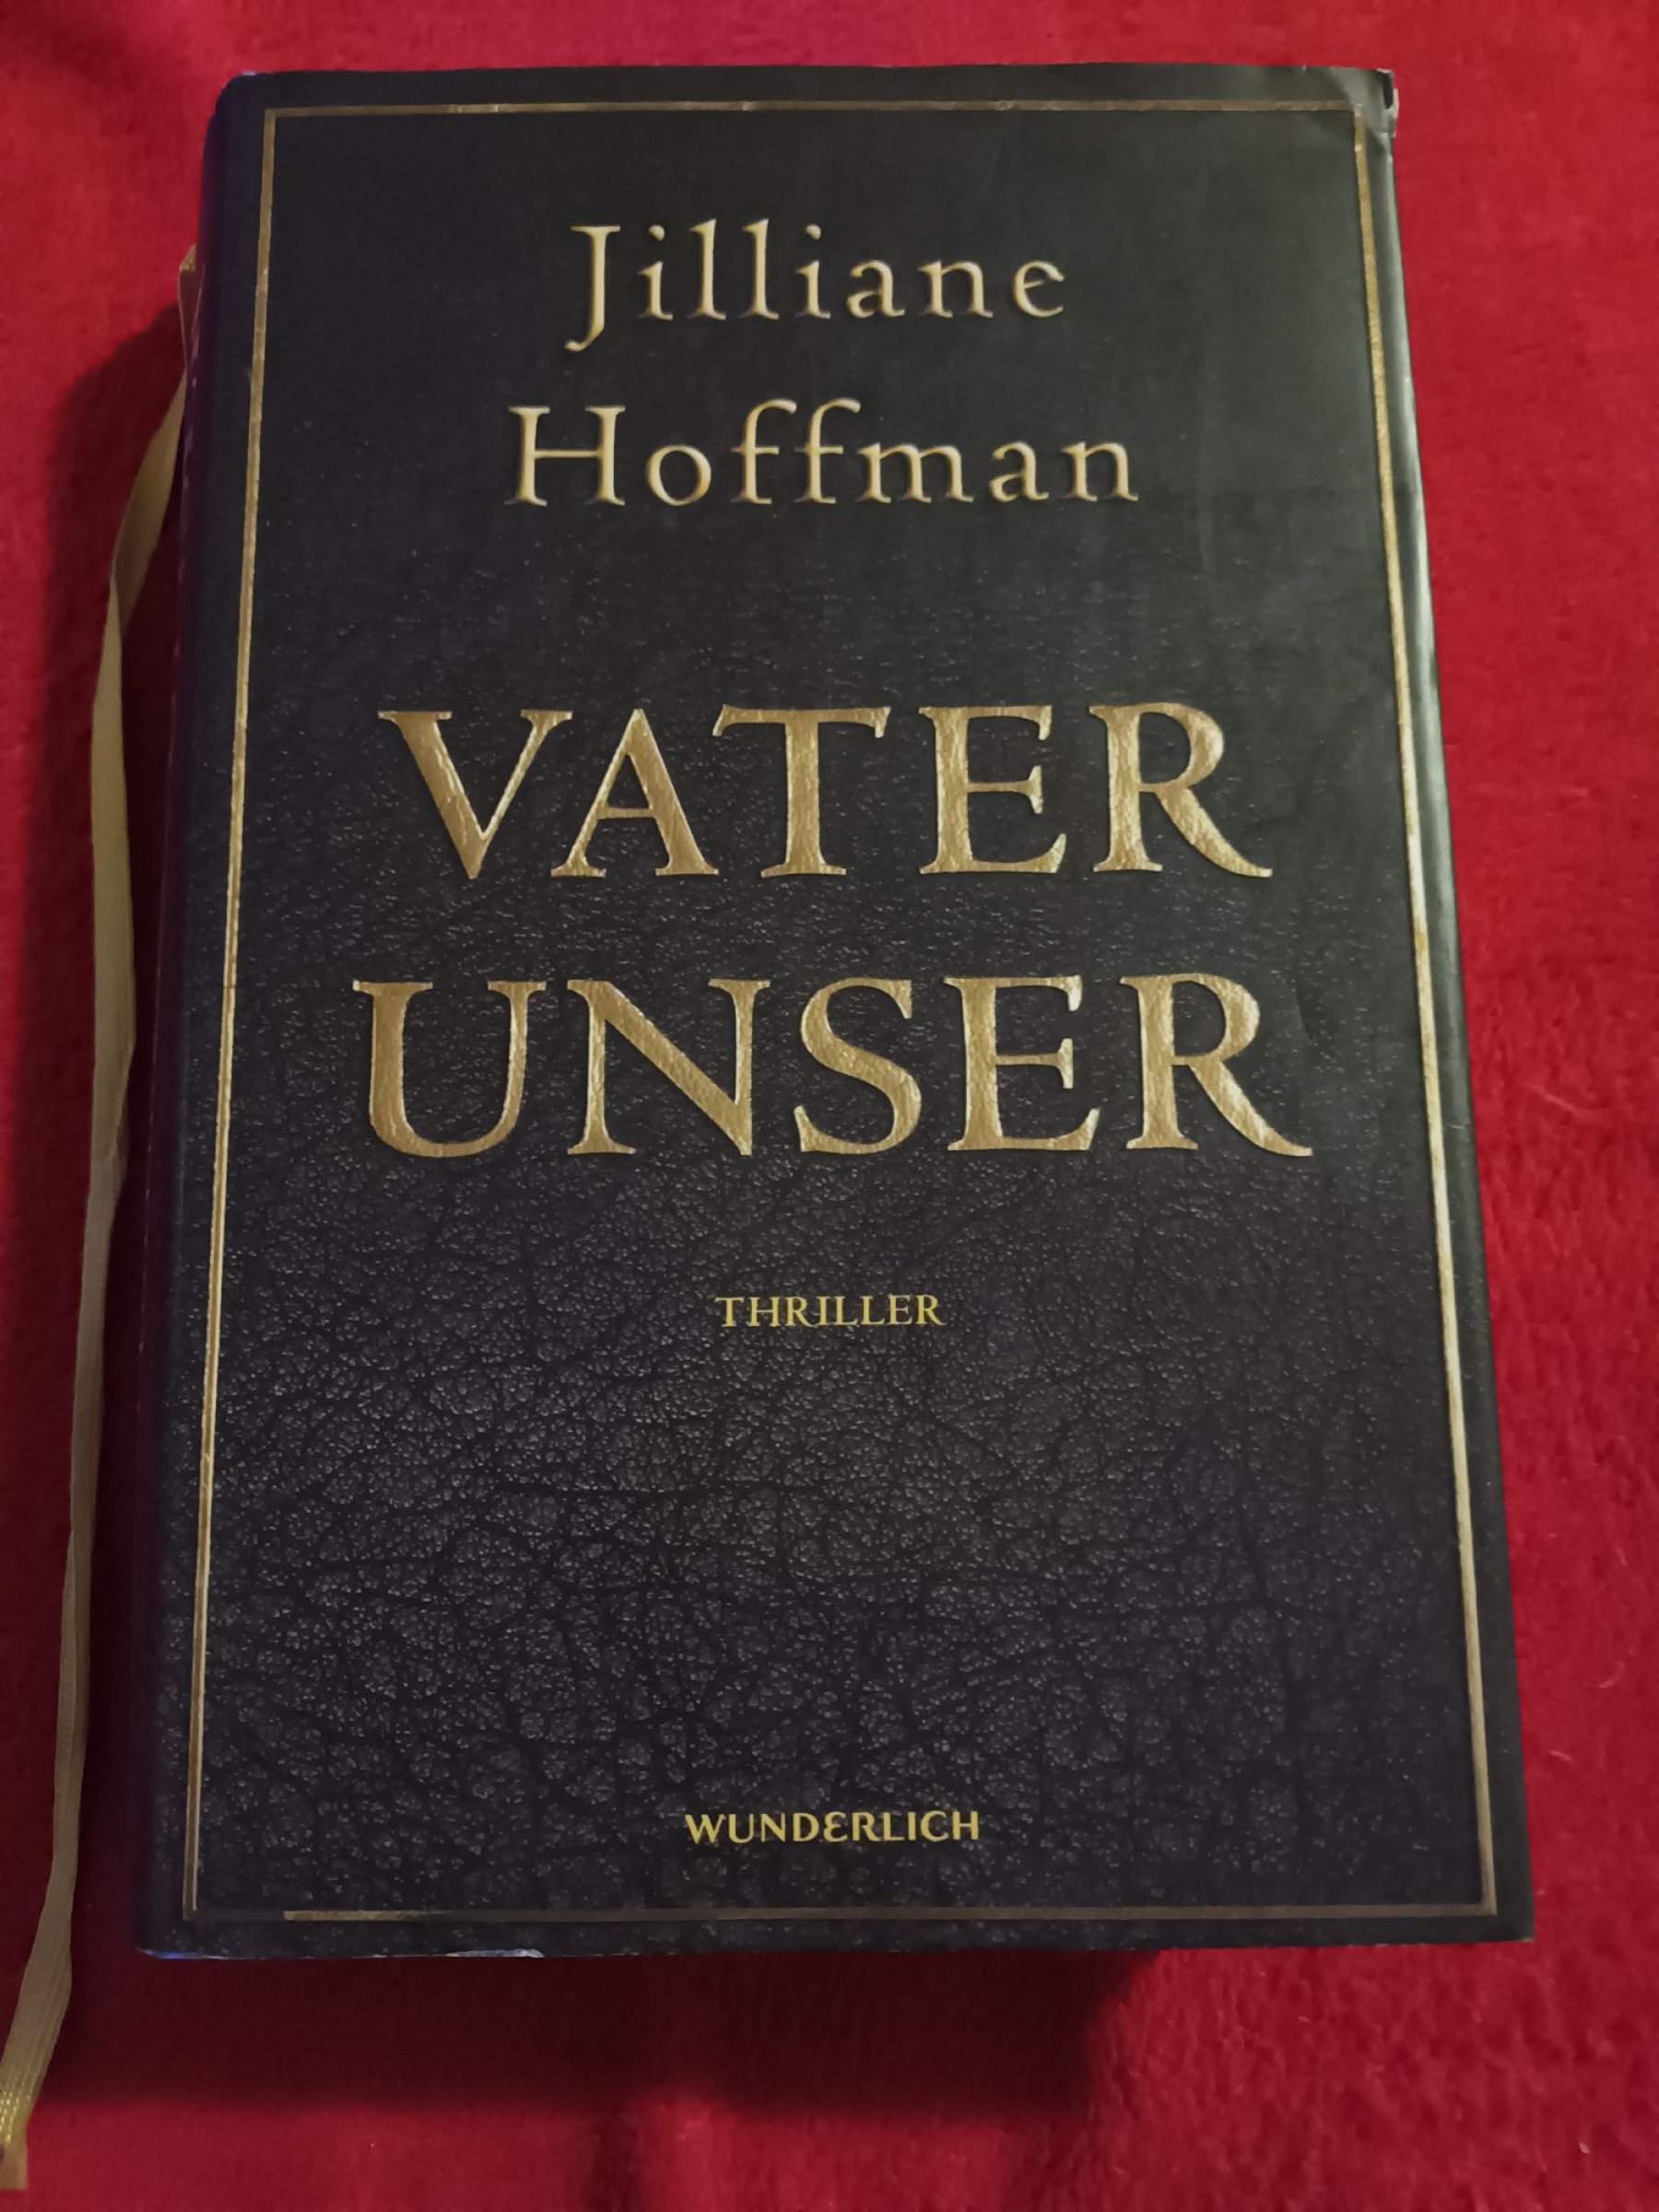 Jilliane
Hoffman
VATER
UNSER
THRILLER
WUNDERLICH